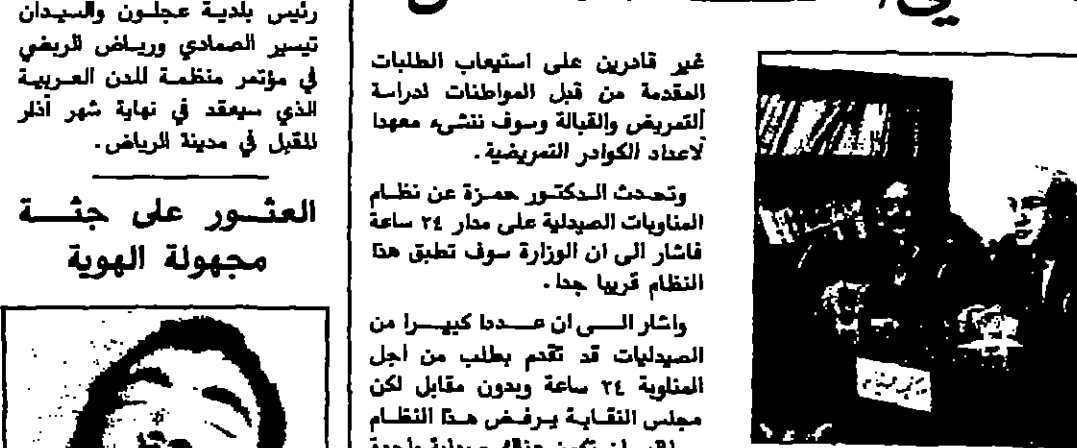 رئيس بلدية عجلون والسيدان
تيسير الصمادي ورياض الربضي
في مؤتمر منظمة المدن العربية
الذي سيعقد في نهاية شهر آذار
المقبل في مدينة الرياض.
العثور على جثة
مجهولة الهوية
غير قادرين على استيعاب الطلبات
المقدمة من قبل المواطنات لدراسة
التمريض والقبالة وسوف ننشىء معهدا
لاعداد الكوادر التمريضية.
وتحدث الدكتور حمزة عن نظام
المناوبات الصيدلية على مدار ٢٤ ساعة
فاشار الى ان الوزارة سوف تطبق هذا
النظام قريبا جدا.
واشار الى ان عددا كبيرا من
الصيدليات قد تقدم بطلب من اجل
المناوبة ٢٤ ساعة وبدون مقابل لكن
مجلس النقابة يرفض هذا النظام